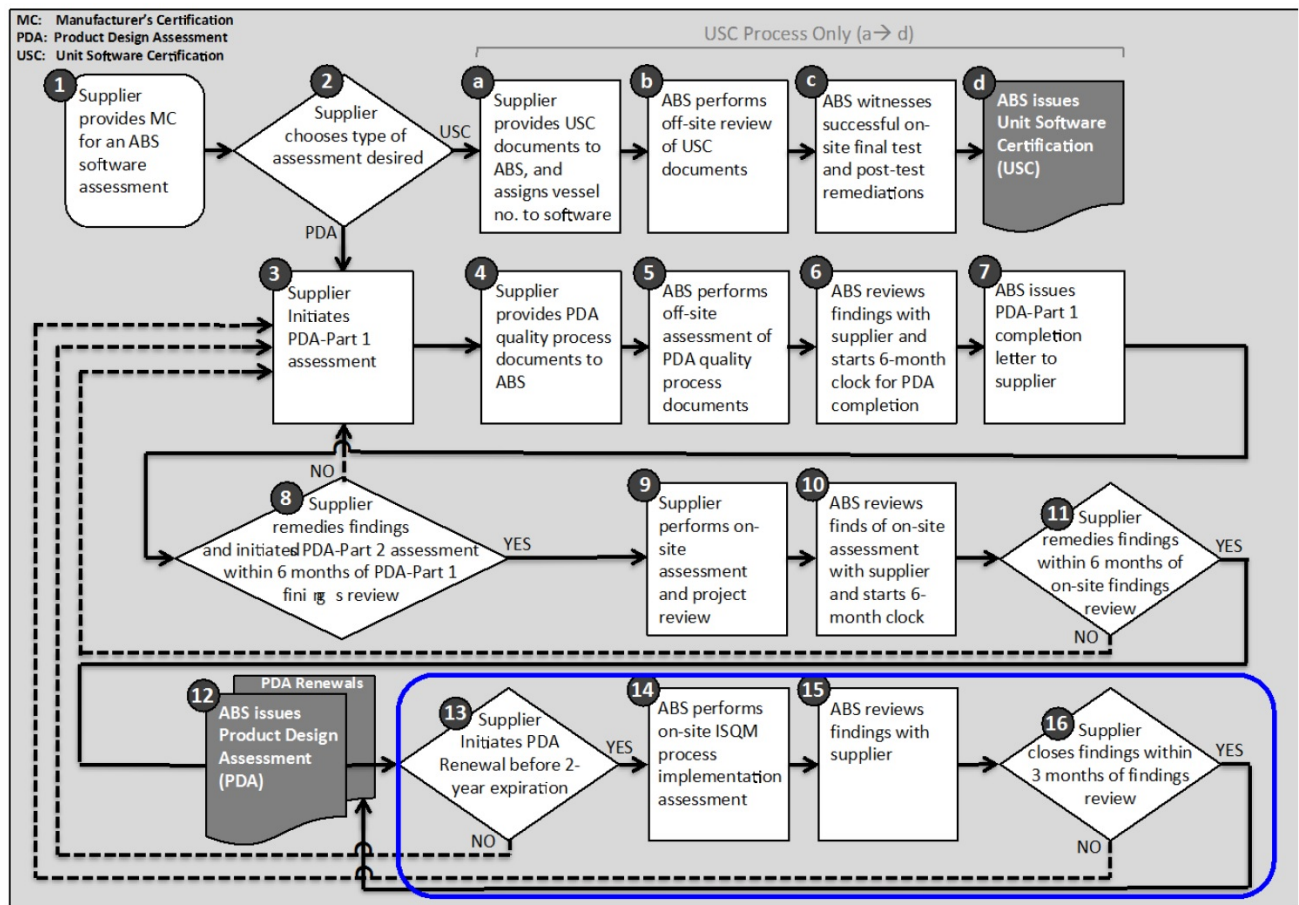 MC: Manufacturer's Certification
PDA: Product Design Assessment
USC: Unit Software Certification
USC Process Only (a→ d)
1
Supplier
provides MC
for an ABS
software
assessment
2
Supplier
chooses type of
assessment desired
USC
PDA
a
Supplier
provides USC
documents to
ABS, and
assigns vessel
no. to software
b
ABS performs
off-site review
of USC
documents
c
ABS witnesses
successful on-
site final test
and post-test
remediations
d
ABS issues
Unit Software
Certification
(USC)
3
Supplier
Initiates
PDA-Part 1
assessment
4
Supplier
provides PDA
quality process
documents to
ABS
5
ABS performs
off-site
assessment of
PDA quality
process
documents
6
ABS reviews
findings with
supplier and
starts 6-month
clock for PDA
completion
7
ABS issues
PDA-Part 1
completion
letter to
supplier
NO
8
Supplier
remedies findings
and initiated PDA-Part 2 assessment
within 6 months of PDA-Part 1
review
YES
9
Supplier
performs on-
site
assessment
and project
review
10
ABS reviews
finds of on-site
assessment
with supplier
and starts 6-
month clock
11
Supplier
remedies findings
within 6 months of
on-site findings
review
YES
NO
PDA Renewals
12
ABS issues
Product Design
Assessment
(PDA)
13
Supplier
Initiates PDA
Renewal before 2-
year expiration
YES
NO
14
ABS performs
on-site ISQM
process
implementation
assessment
15
ABS reviews
findings with
supplier
16
Supplier
closes findings within
3 months of findings
review
YES
NO